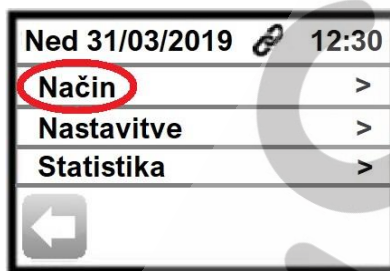 Ned 31/03/2019 12:30
Način >
Nastavitve >
Statistika >